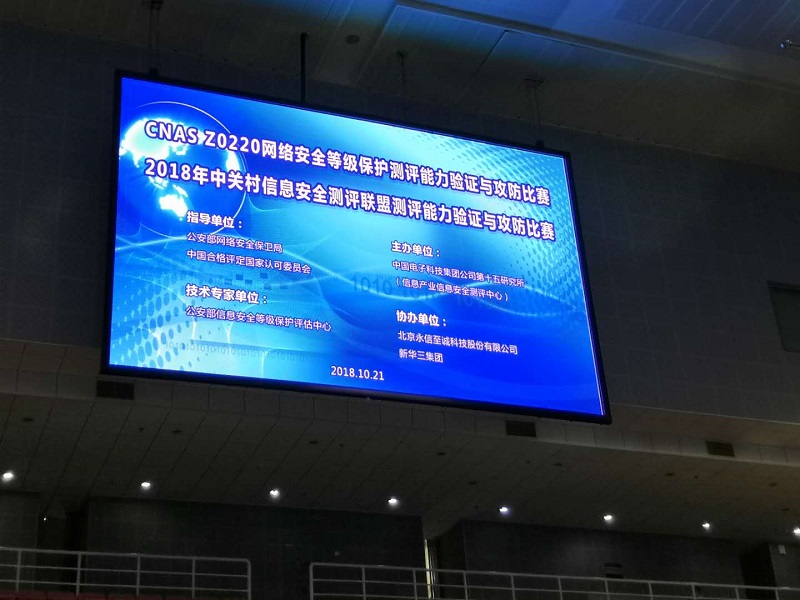 CNAS Z0220网络安全等级保护测评能力验证与攻防比赛
2018年中关村信息安全测评联盟测评能力验证与攻防比赛
指导单位：
公安部网络安全保卫局
中国合格评定国家认可委员会
技术专家单位：
公安部信息安全等级保护评估中心
主办单位：
中国电子科技集团公司第十五研究所
（信息产业信息安全测评中心）
协办单位：
北京永信至诚科技股份有限公司
新华三集团
2018.10.21